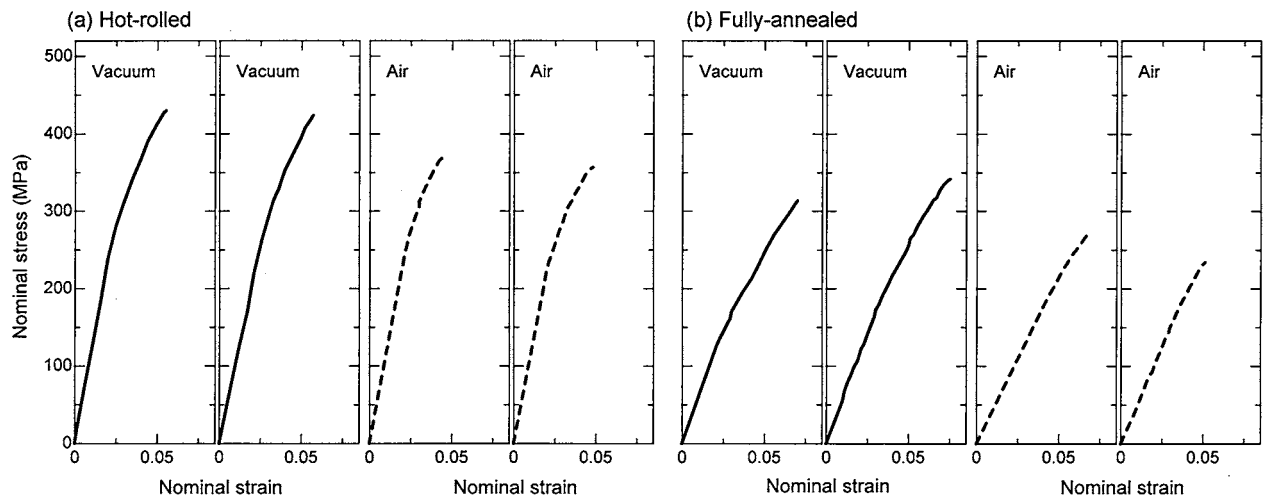 (a) Hot-rolled
(b) Fully-annealed
Nominal stress (MPa)
500
400
300
200
100
0
Vacuum
Vacuum
Air
Air
Vacuum
Vacuum
Air
Air
0 0.05 0 0.05 0 0.05 0 0.05 0 0.05 0 0.05 0 0.05 0 0.05
Nominal strain Nominal strain Nominal strain Nominal strain